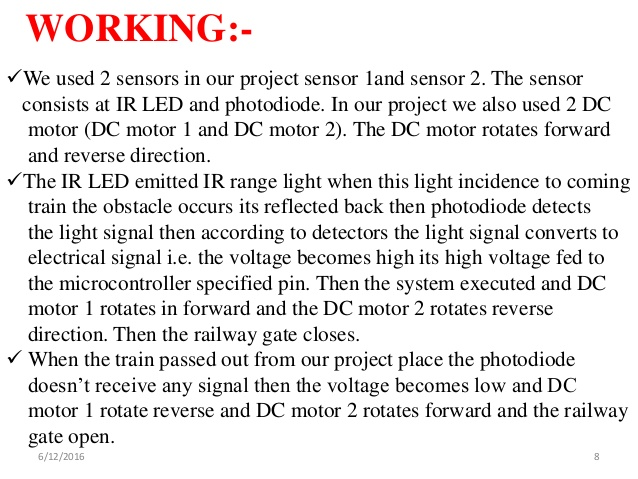 WORKING:-
✓We used 2 sensors in our project sensor 1and sensor 2. The sensor
consists at IR LED and photodiode. In our project we also used 2 DC
motor (DC motor 1 and DC motor 2). The DC motor rotates forward
and reverse direction.
✓The IR LED emitted IR range light when this light incidence to coming
train the obstacle occurs its reflected back then photodiode detects
the light signal then according to detectors the light signal converts to
electrical signal i.e. the voltage becomes high its high voltage fed to
the microcontroller specified pin. Then the system executed and DC
motor 1 rotates in forward and the DC motor 2 rotates reverse
direction. Then the railway gate closes.
✓ When the train passed out from our project place the photodiode
doesn’t receive any signal then the voltage becomes low and DC
motor 1 rotate reverse and DC motor 2 rotates forward and the railway
gate open.
6/12/2016
8